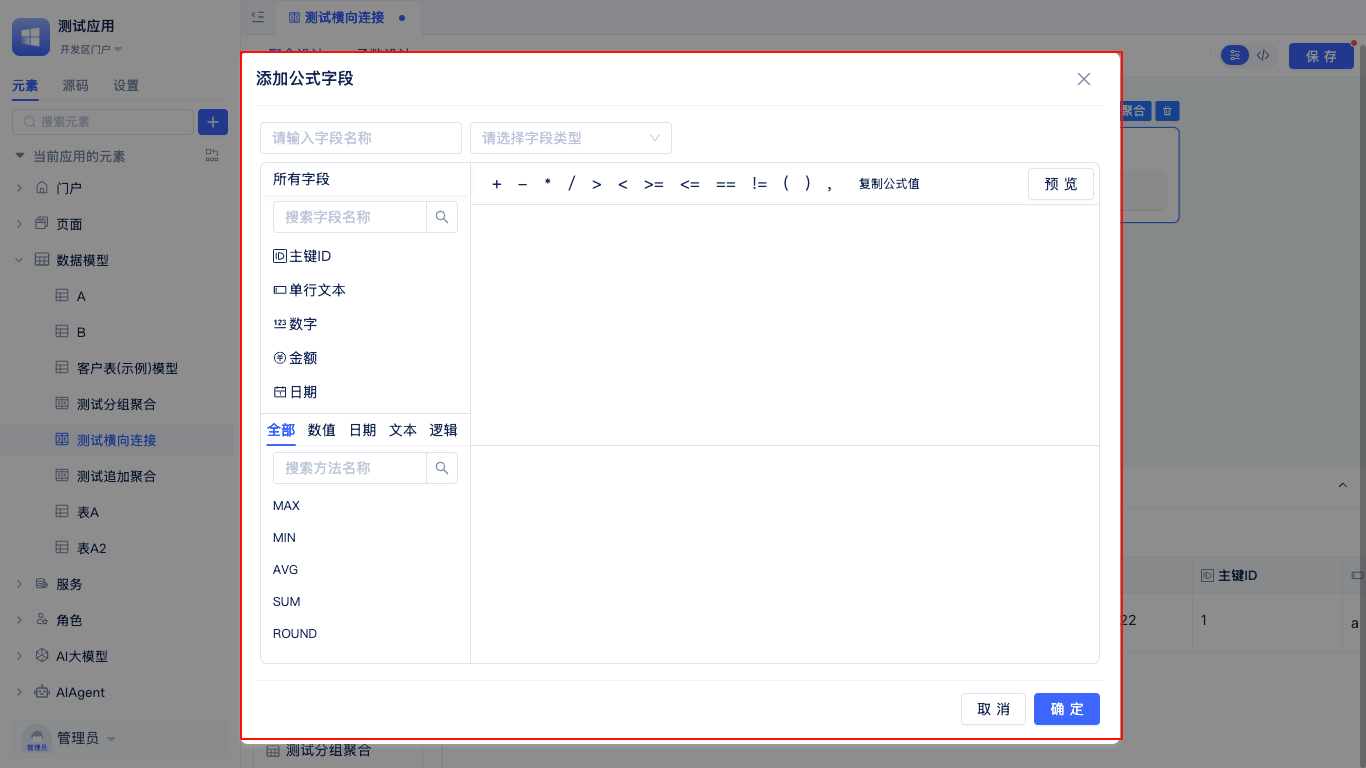 测试应用
开发区门户
元素 源码 设置
搜索元素
当前应用的元素
门户
页面
数据模型
A
B
客户表(示例)模型
测试分组聚合
测试横向连接
测试追加聚合
表A
表A2
服务
角色
AI大模型
AIAgent
管理员
管理员
测试横向连接
保 存
聚合
添加公式字段
请输入字段名称 请选择字段类型
所有字段
+ - * / > < >= <= == != ( ) , 复制公式值 预 览
搜索字段名称
主键ID
单行文本
123 数字
金额
日期
全部 数值 日期 文本 逻辑
搜索方法名称
MAX
MIN
AVG
SUM
ROUND
取 消 确 定
主键ID
22 1 a
测试分组聚合